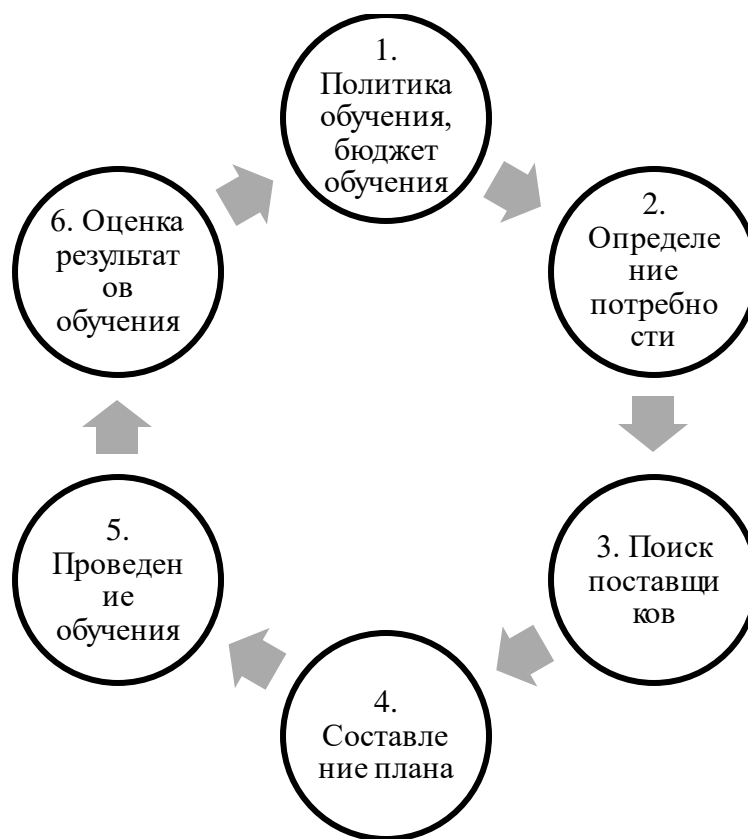 1.
Политика
обучения,
бюджет
обучения
2.
Определе
ние
потребно
сти
3. Поиск
поставщи
ков
4.
Составле
ние плана
5.
Проведен
ие
обучения
6. Оценка
результат
ов
обучения